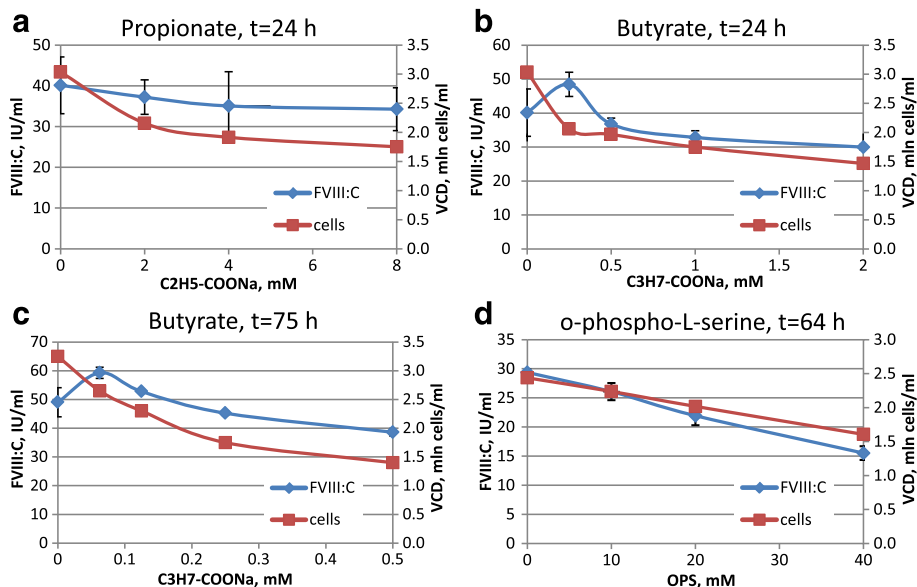 a
Propionate, t=24 h
50
40
30
20
10
0
FVIII:C, IU/ml
3.5
3.0
2.5
2.0
1.5
1.0
0.5
0.0
VCD, mln cells/ml
FVIII:C
cells
0 2 4 6 8
C2H5-COONa, mM
b
Butyrate, t=24 h
60
50
40
30
20
10
0
FVIII:C, IU/ml
3.5
3.0
2.5
2.0
1.5
1.0
0.5
0.0
VCD, mln cells/ml
FVIII:C
cells
0 0.5 1 1.5 2
C3H7-COONa, mM
c
Butyrate, t=75 h
70
60
50
40
30
20
10
0
FVIII:C, IU/ml
3.5
3.0
2.5
2.0
1.5
1.0
0.5
0.0
VCD, mln cells/ml
FVIII:C
cells
0 0.1 0.2 0.3 0.4 0.5
C3H7-COONa, mM
d
o-phospho-L-serine, t=64 h
35
30
25
20
15
10
5
0
FVIII:C, IU/ml
3.0
2.5
2.0
1.5
1.0
0.5
0.0
VCD, mln cells/ml
FVIII:C
cells
0 10 20 30 40
OPS, mM